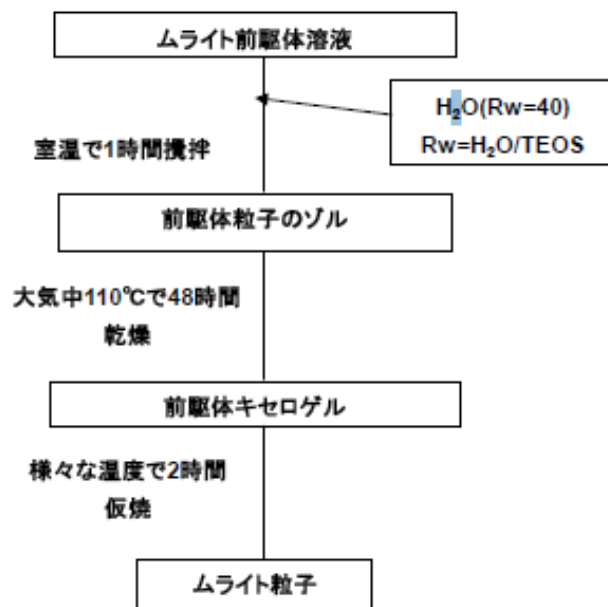 ムライト前駆体溶液
H₂O(Rw=40)
Rw=H₂O/TEOS
室温で1時間攪拌
前駆体粒子のゾル
大気中110℃で48時間
乾燥
前駆体キセロゲル
様々な温度で2時間
仮焼
ムライト粒子